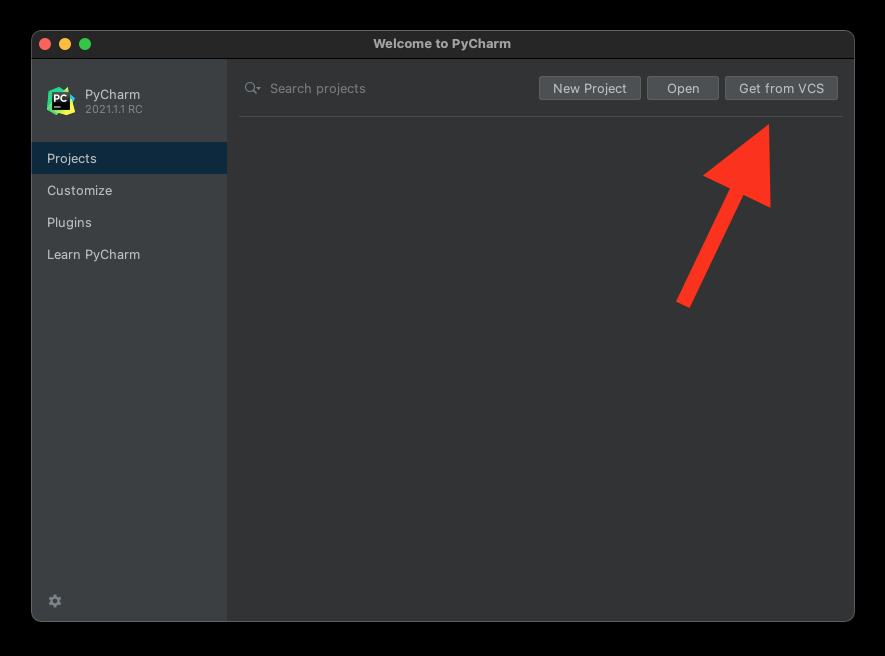 Welcome to PyCharm
PC
PyCharm
2021.1.1 RC
Search projects
New Project
Open
Get from VCS
Projects
Customize
Plugins
Learn PyCharm